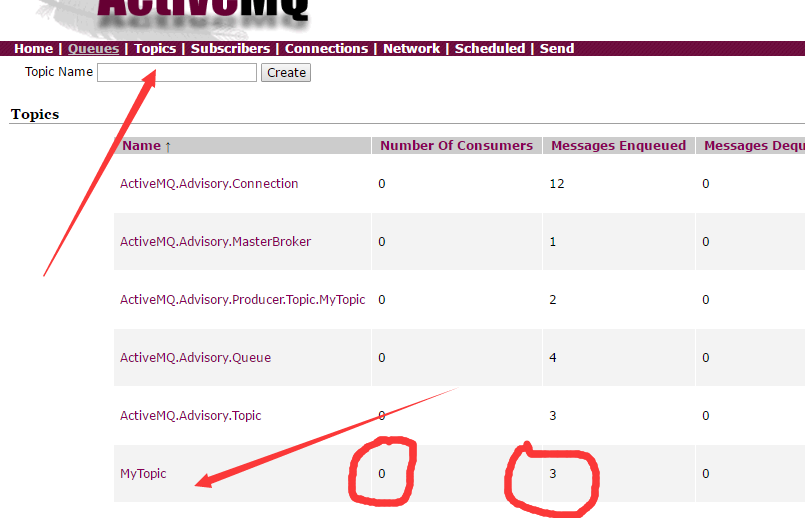 ActiveMQ
Home | Queues | Topics | Subscribers | Connections | Network | Scheduled | Send
Topic Name Create
Topics
Name ↑ Number Of Consumers Messages Enqueued Messages Dequ
ActiveMQ.Advisory.Connection 0 12 0
ActiveMQ.Advisory.MasterBroker 0 1 0
ActiveMQ.Advisory.Producer.Topic.MyTopic 0 2 0
ActiveMQ.Advisory.Queue 0 4 0
ActiveMQ.Advisory.Topic 0 3 0
MyTopic 0 3 0